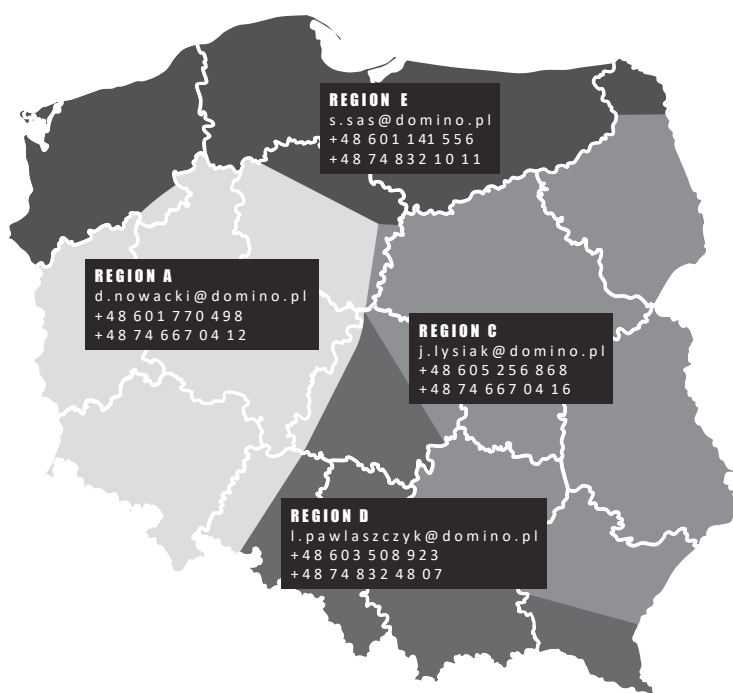 REGION E
s.sas@domino.pl
+48 601 141 556
+48 74 832 10 11
REGION A
d.nowacki@domino.pl
+48 601 770 498
+48 74 667 04 12
REGION C
j.lysiak@domino.pl
+48 605 256 868
+48 74 667 04 16
REGION D
l.pawlaszczyk@domino.pl
+48 603 508 923
+48 74 832 48 07